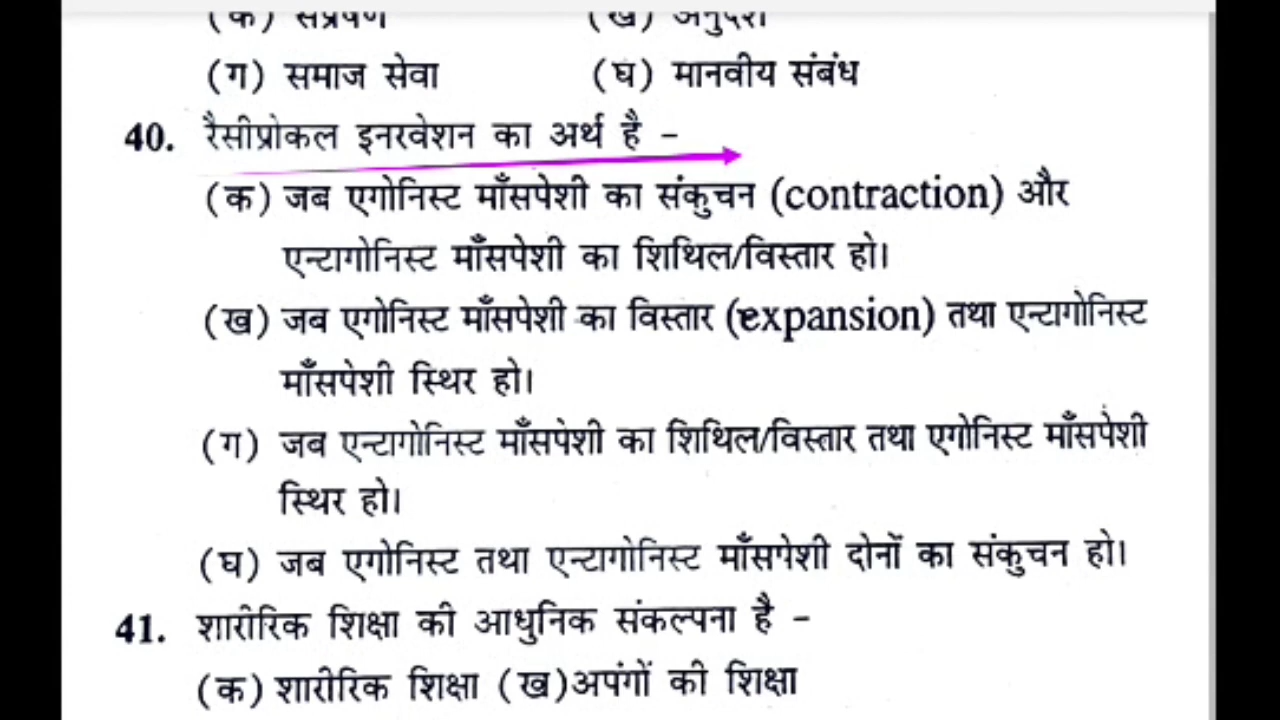 (क) संप्रेषण (ख) अनुदेश
(ग) समाज सेवा (घ) मानवीय संबंध
40. रैसीप्रोकल इनरवेशन का अर्थ है –
(क) जब एगोनिस्ट माँसपेशी का संकुचन (contraction) और
एन्टागोनिस्ट माँसपेशी का शिथिल/विस्तार हो।
(ख) जब एगोनिस्ट माँसपेशी का विस्तार (expansion) तथा एन्टागोनिस्ट
माँसपेशी स्थिर हो।
(ग) जब एन्टागोनिस्ट माँसपेशी का शिथिल/विस्तार तथा एगोनिस्ट माँसपेशी
स्थिर हो।
(घ) जब एगोनिस्ट तथा एन्टागोनिस्ट माँसपेशी दोनों का संकुचन हो।
41. शारीरिक शिक्षा की आधुनिक संकल्पना है –
(क) शारीरिक शिक्षा (ख)अपंगों की शिक्षा